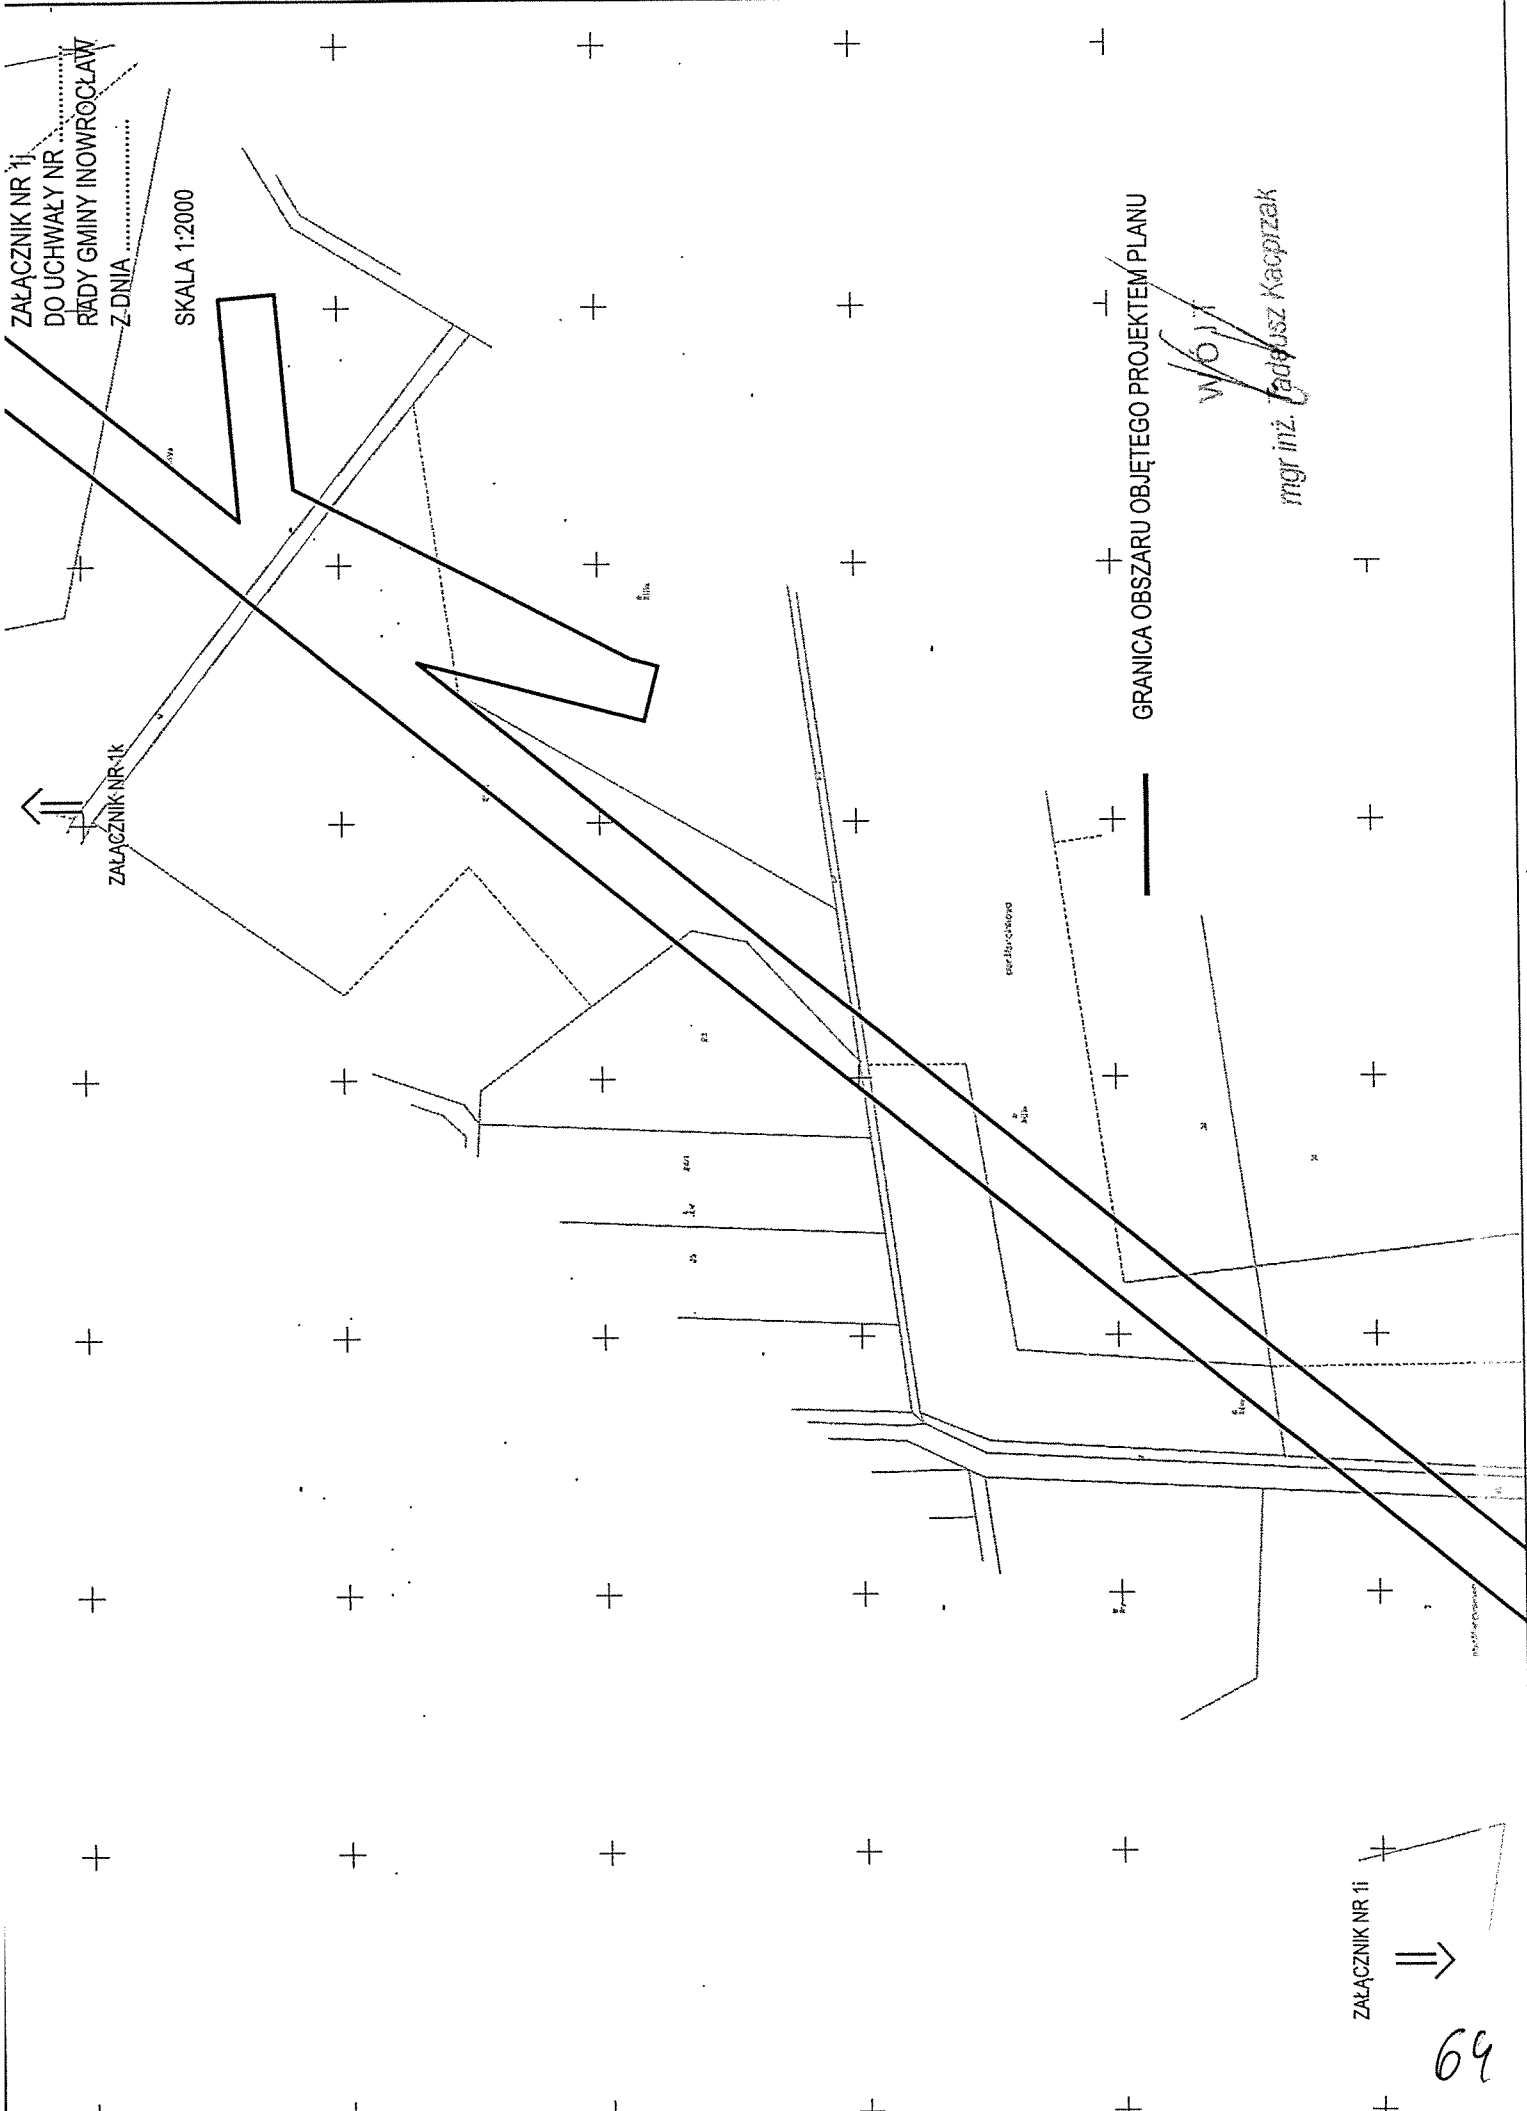 ZAŁĄCZNIK NR 1j
DO UCHWAŁY NR ................
RADY GMINY INOWROCŁAW
Z DNIA ......................
SKALA 1:2000
ZAŁĄCZNIK NR 1k
GRANICA OBSZARU OBJĘTEGO PROJEKTEM PLANU
WÓJT
mgr inż. Tadeusz Kacprzak
ZAŁĄCZNIK NR 1i
64